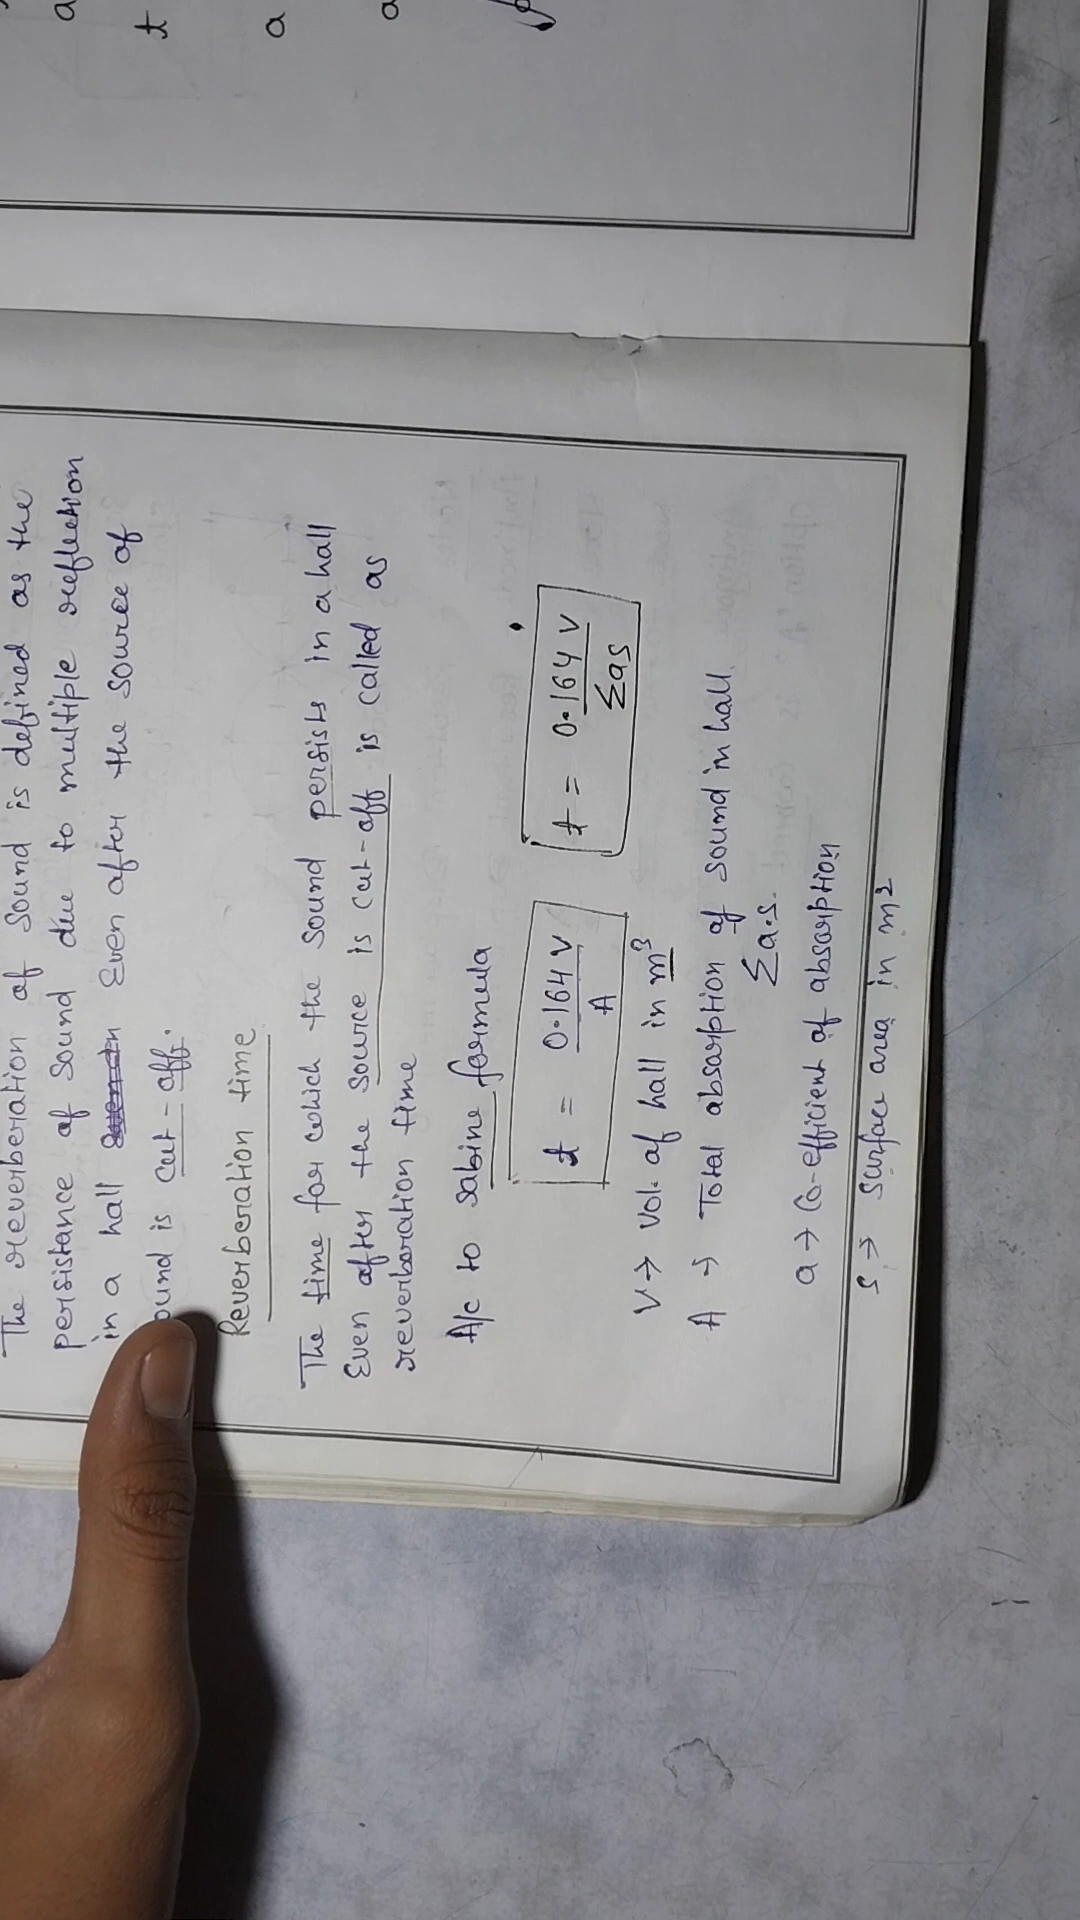 The reverberation of sound is defined as the
persistance of sound due to multiple reflection
in a hall Even after the source of
ound is cut-off.
Reverberation time
The time for which the sound persists in a hall
Even after the source is cut-off is called as
reverberation time
A/c to sabine formula
t = 0.164 V / A t = 0.164 V / Σas
V → vol. of hall in m³
A → Total absorption of sound in hall
Σa.s.
a → Co-efficient of absorption
s → surface area in m²